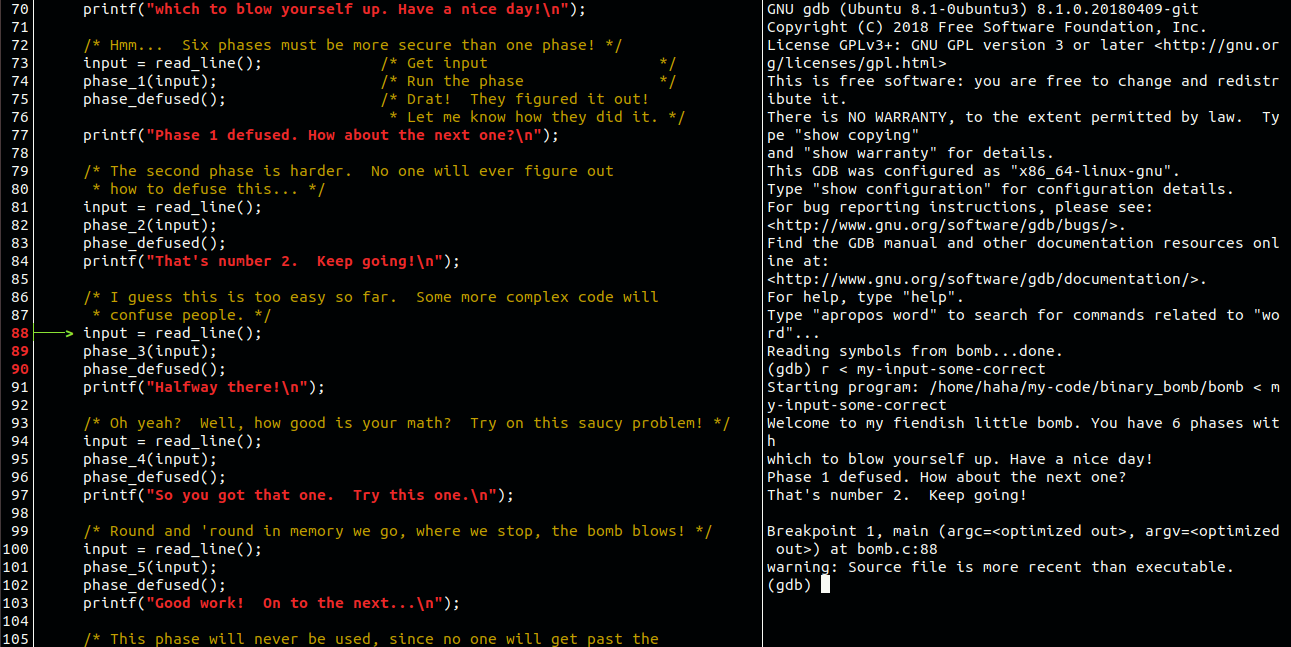 70      printf("which to blow yourself up. Have a nice day!\n");
71
72      /* Hmm...  Six phases must be more secure than one phase! */
73      input = read_line();             /* Get input                   */
74      phase_1(input);                  /* Run the phase               */
75      phase_defused();                 /* Drat!  They figured it out!
76                                        * Let me know how they did it. */
77      printf("Phase 1 defused. How about the next one?\n");
78
79      /* The second phase is harder.  No one will ever figure out
80       * how to defuse this... */
81      input = read_line();
82      phase_2(input);
83      phase_defused();
84      printf("That's number 2.  Keep going!\n");
85
86      /* I guess this is too easy so far.  Some more complex code will
87       * confuse people. */
88 ───> input = read_line();
89      phase_3(input);
90      phase_defused();
91      printf("Halfway there!\n");
92
93      /* Oh yeah?  Well, how good is your math?  Try on this saucy problem! */
94      input = read_line();
95      phase_4(input);
96      phase_defused();
97      printf("So you got that one.  Try this one.\n");
98
99      /* Round and 'round in memory we go, where we stop, the bomb blows! */
100      input = read_line();
101      phase_5(input);
102      phase_defused();
103      printf("Good work!  On to the next...\n");
104
105      /* This phase will never be used, since no one will get past the
GNU gdb (Ubuntu 8.1-0ubuntu3) 8.1.0.20180409-git
Copyright (C) 2018 Free Software Foundation, Inc.
License GPLv3+: GNU GPL version 3 or later <http://gnu.or
g/licenses/gpl.html>
This is free software: you are free to change and redistr
ibute it.
There is NO WARRANTY, to the extent permitted by law.  Ty
pe "show copying"
and "show warranty" for details.
This GDB was configured as "x86_64-linux-gnu".
Type "show configuration" for configuration details.
For bug reporting instructions, please see:
<http://www.gnu.org/software/gdb/bugs/>.
Find the GDB manual and other documentation resources onl
ine at:
<http://www.gnu.org/software/gdb/documentation/>.
For help, type "help".
Type "apropos word" to search for commands related to "wo
rd"...
Reading symbols from bomb...done.
(gdb) r < my-input-some-correct
Starting program: /home/haha/my-code/binary_bomb/bomb < m
y-input-some-correct
Welcome to my fiendish little bomb. You have 6 phases wit
h
which to blow yourself up. Have a nice day!
Phase 1 defused. How about the next one?
That's number 2.  Keep going!

Breakpoint 1, main (argc=<optimized out>, argv=<optimized
 out>) at bomb.c:88
warning: Source file is more recent than executable.
(gdb)